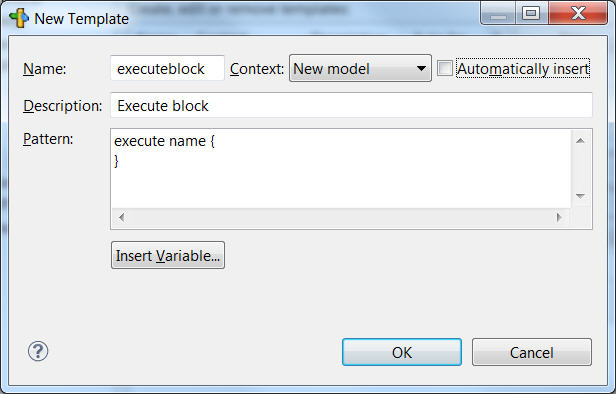 New Template
Name: executeblock Context: New model Automatically insert
Description: Execute block
Pattern: execute name {
}
Insert Variable...
? OK Cancel